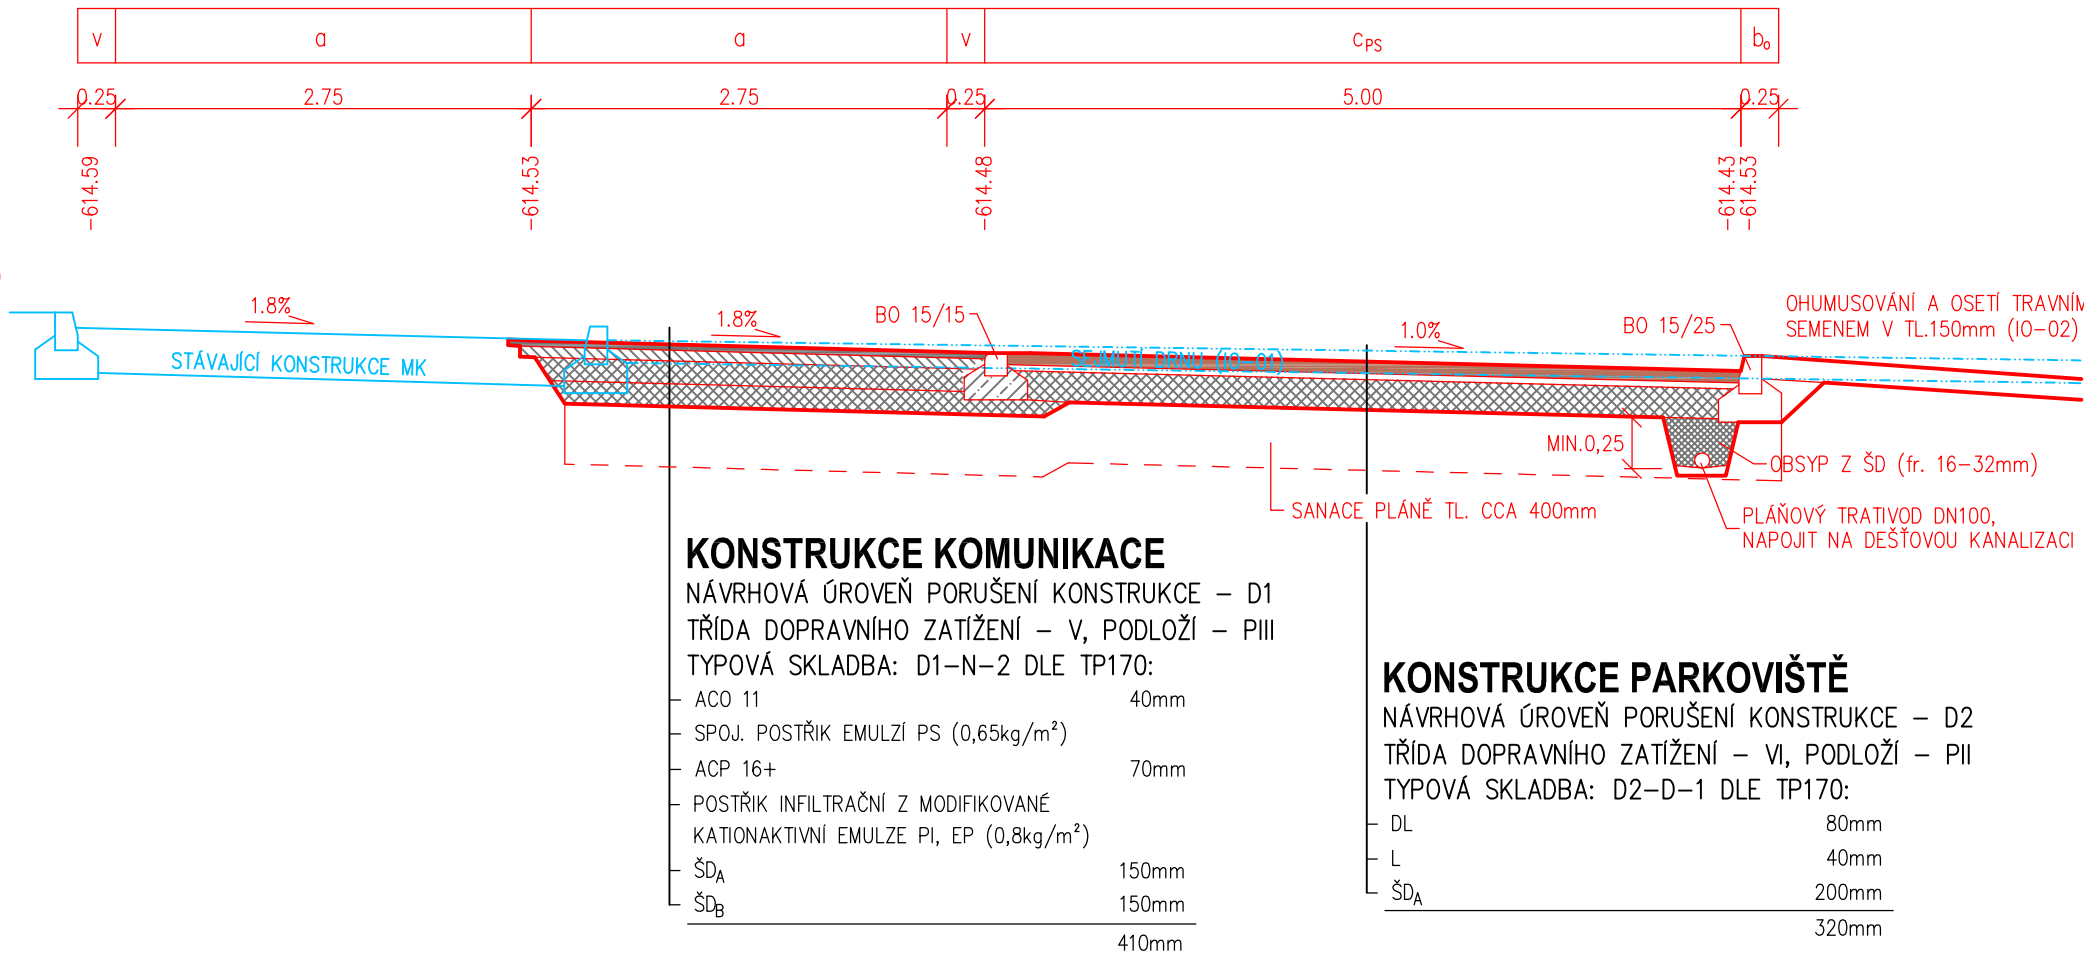 v a a v cPS b₀
0.25 2.75 2.75 0.25 5.00 0.25
-614.59 -614.53 -614.48 -614.43 -614.53
1.8% 1.8% BO 15/15 1.0% BO 15/25
OHUMUSOVÁNÍ A OSETÍ TRAVNÍM
SEMENEM V TL.150mm (IO-02)
STÁVAJÍCÍ KONSTRUKCE MK
SEJMUTÍ DRNU (IO-01)
MIN.0,25
OBSYP Z ŠD (fr. 16-32mm)
SANACE PLÁNĚ TL. CCA 400mm
PLÁŇOVÝ TRATIVOD DN100,
NAPOJIT NA DEŠŤOVOU KANALIZACI
KONSTRUKCE KOMUNIKACE
NÁVRHOVÁ ÚROVEŇ PORUŠENÍ KONSTRUKCE – D1
TŘÍDA DOPRAVNÍHO ZATÍŽENÍ – V, PODLOŽÍ – PIII
TYPOVÁ SKLADBA: D1-N-2 DLE TP170:
ACO 11 40mm
SPOJ. POSTŘIK EMULZÍ PS (0,65kg/m²)
ACP 16+ 70mm
POSTŘIK INFILTRAČNÍ Z MODIFIKOVANÉ
KATIONAKTIVNÍ EMULZE PI, EP (0,8kg/m²)
ŠDA 150mm
ŠDB 150mm
410mm
KONSTRUKCE PARKOVIŠTĚ
NÁVRHOVÁ ÚROVEŇ PORUŠENÍ KONSTRUKCE – D2
TŘÍDA DOPRAVNÍHO ZATÍŽENÍ – VI, PODLOŽÍ – PII
TYPOVÁ SKLADBA: D2-D-1 DLE TP170:
DL 80mm
L 40mm
ŠDA 200mm
320mm